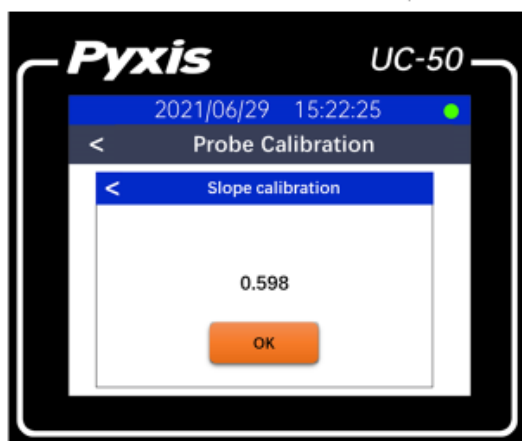 Pyxis UC-50
2021/06/29 15:22:25
< Probe Calibration
< Slope calibration
0.598
OK